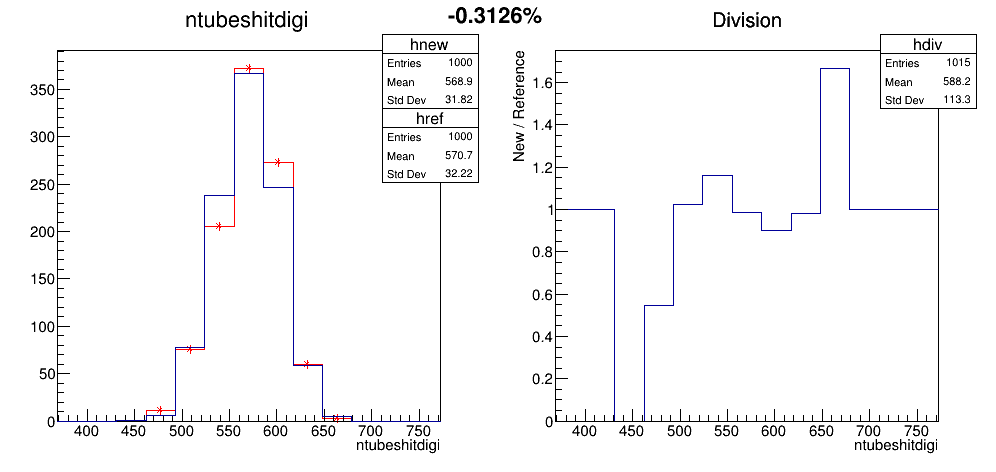 -0.3126%
ntubeshitdigi
hnew
Entries 1000
Mean 568.9
Std Dev 31.82
href
Entries 1000
Mean 570.7
Std Dev 32.22
350
300
250
200
150
100
50
0
400 450 500 550 600 650 700 750
ntubeshitdigi
Division
hdiv
Entries 1015
Mean 588.2
Std Dev 113.3
New / Reference
1.6
1.4
1.2
1
0.8
0.6
0.4
0.2
0
400 450 500 550 600 650 700 750
ntubeshitdigi